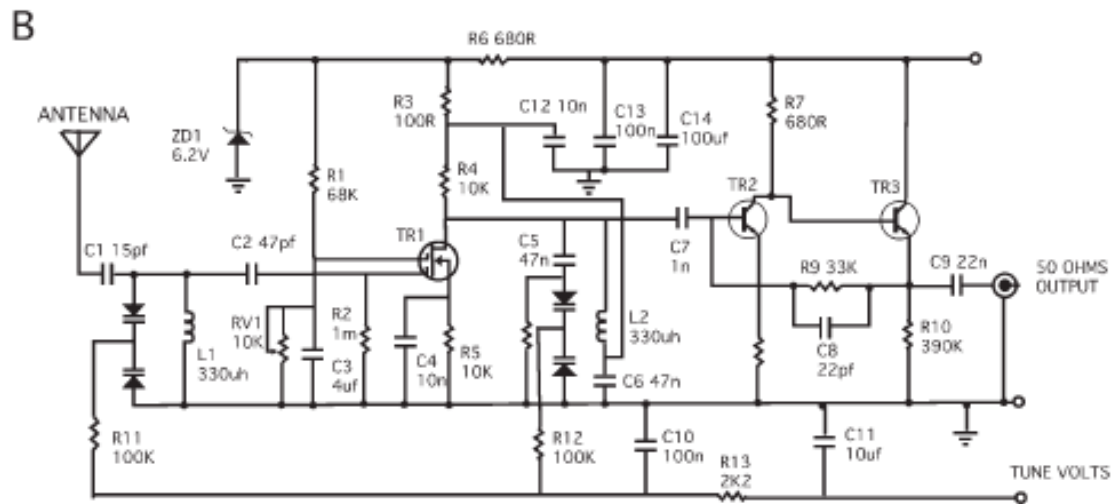 B
R6 680R
ANTENNA
ZD1
6.2V
R3
100R
C12 10n
C13
100n
C14
100uf
R7
680R
R1
68K
R4
10K
TR2
TR3
C1 15pf
C2 47pf
TR1
C5
47n
C7
1n
R9 33K
C9 22n
50 OHMS
OUTPUT
RV1
10K
R2
1m
L1
330uh
C3
4uf
C4
10n
R5
10K
L2
330uh
C6 47n
C8
22pf
R10
390K
R11
100K
R12
100K
C10
100n
R13
2K2
C11
10uf
TUNE VOLTS